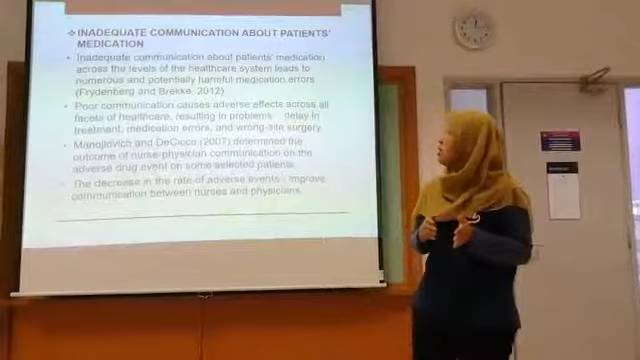 ❖ INADEQUATE COMMUNICATION ABOUT PATIENTS'
MEDICATION
• Inadequate communication about patients' medication
across the levels of the healthcare system leads to
numerous and potentially harmful medication errors
(Frydenberg and Brekke, 2012)
• Poor communication causes adverse effects across all
facets of healthcare, resulting in problems delay in
treatment, medication errors, and wrong-site surgery.
• Manojlovich and DeCicco (2007) determined the
outcome of nurse-physician communication on the
adverse drug event on some selected patients.
• The decrease in the rate of adverse events improve
communication between nurses and physicians.